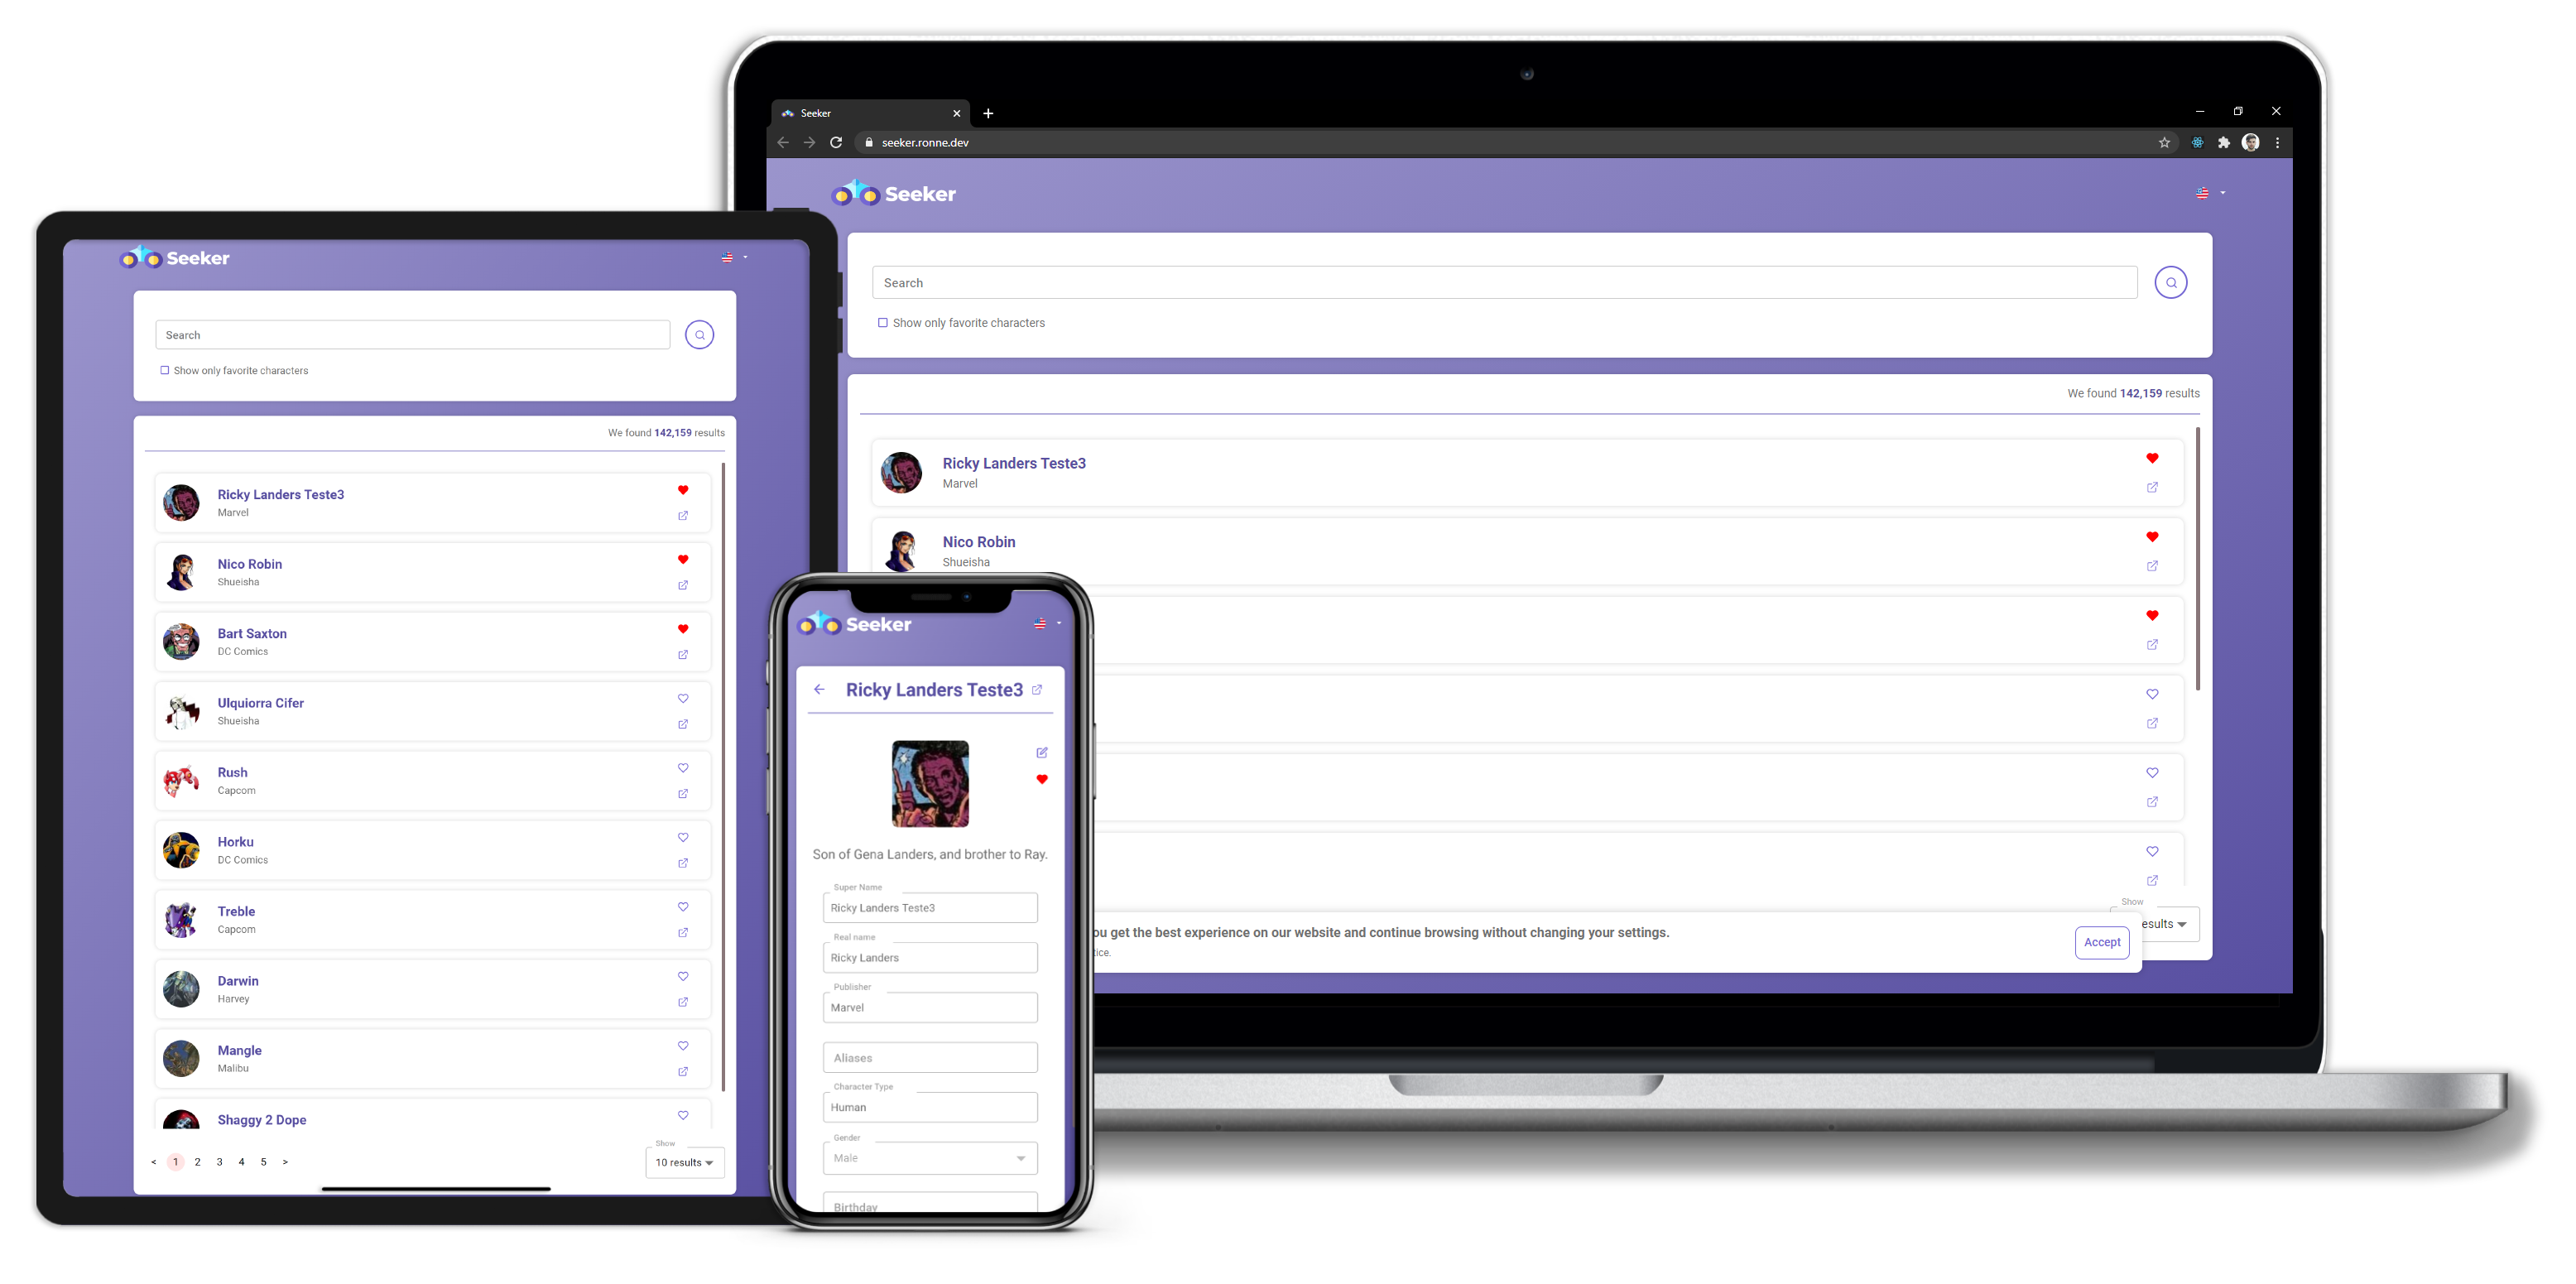 Seeker
Search
Show only favorite characters
We found 142,159 results
Ricky Landers Teste3
Marvel
Nico Robin
Shueisha
Bart Saxton
DC Comics
Ulquiorra Cifer
Shueisha
Rush
Capcom
Horku
DC Comics
Treble
Capcom
Darwin
Harvey
Mangle
Malibu
Shaggy 2 Dope
< 1 2 3 4 5 >
Show
10 results
Seeker
Ricky Landers Teste3
Son of Gena Landers, and brother to Ray.
Super Name
Ricky Landers Teste3
Real name
Ricky Landers
Publisher
Marvel
Aliases
Character Type
Human
Gender
Male
Birthday
Seeker
seeker.ronne.dev
Seeker
Search
Show only favorite characters
We found 142,159 results
Ricky Landers Teste3
Marvel
Nico Robin
Shueisha
Show
esults
ou get the best experience on our website and continue browsing without changing your settings.
tice.
Accept